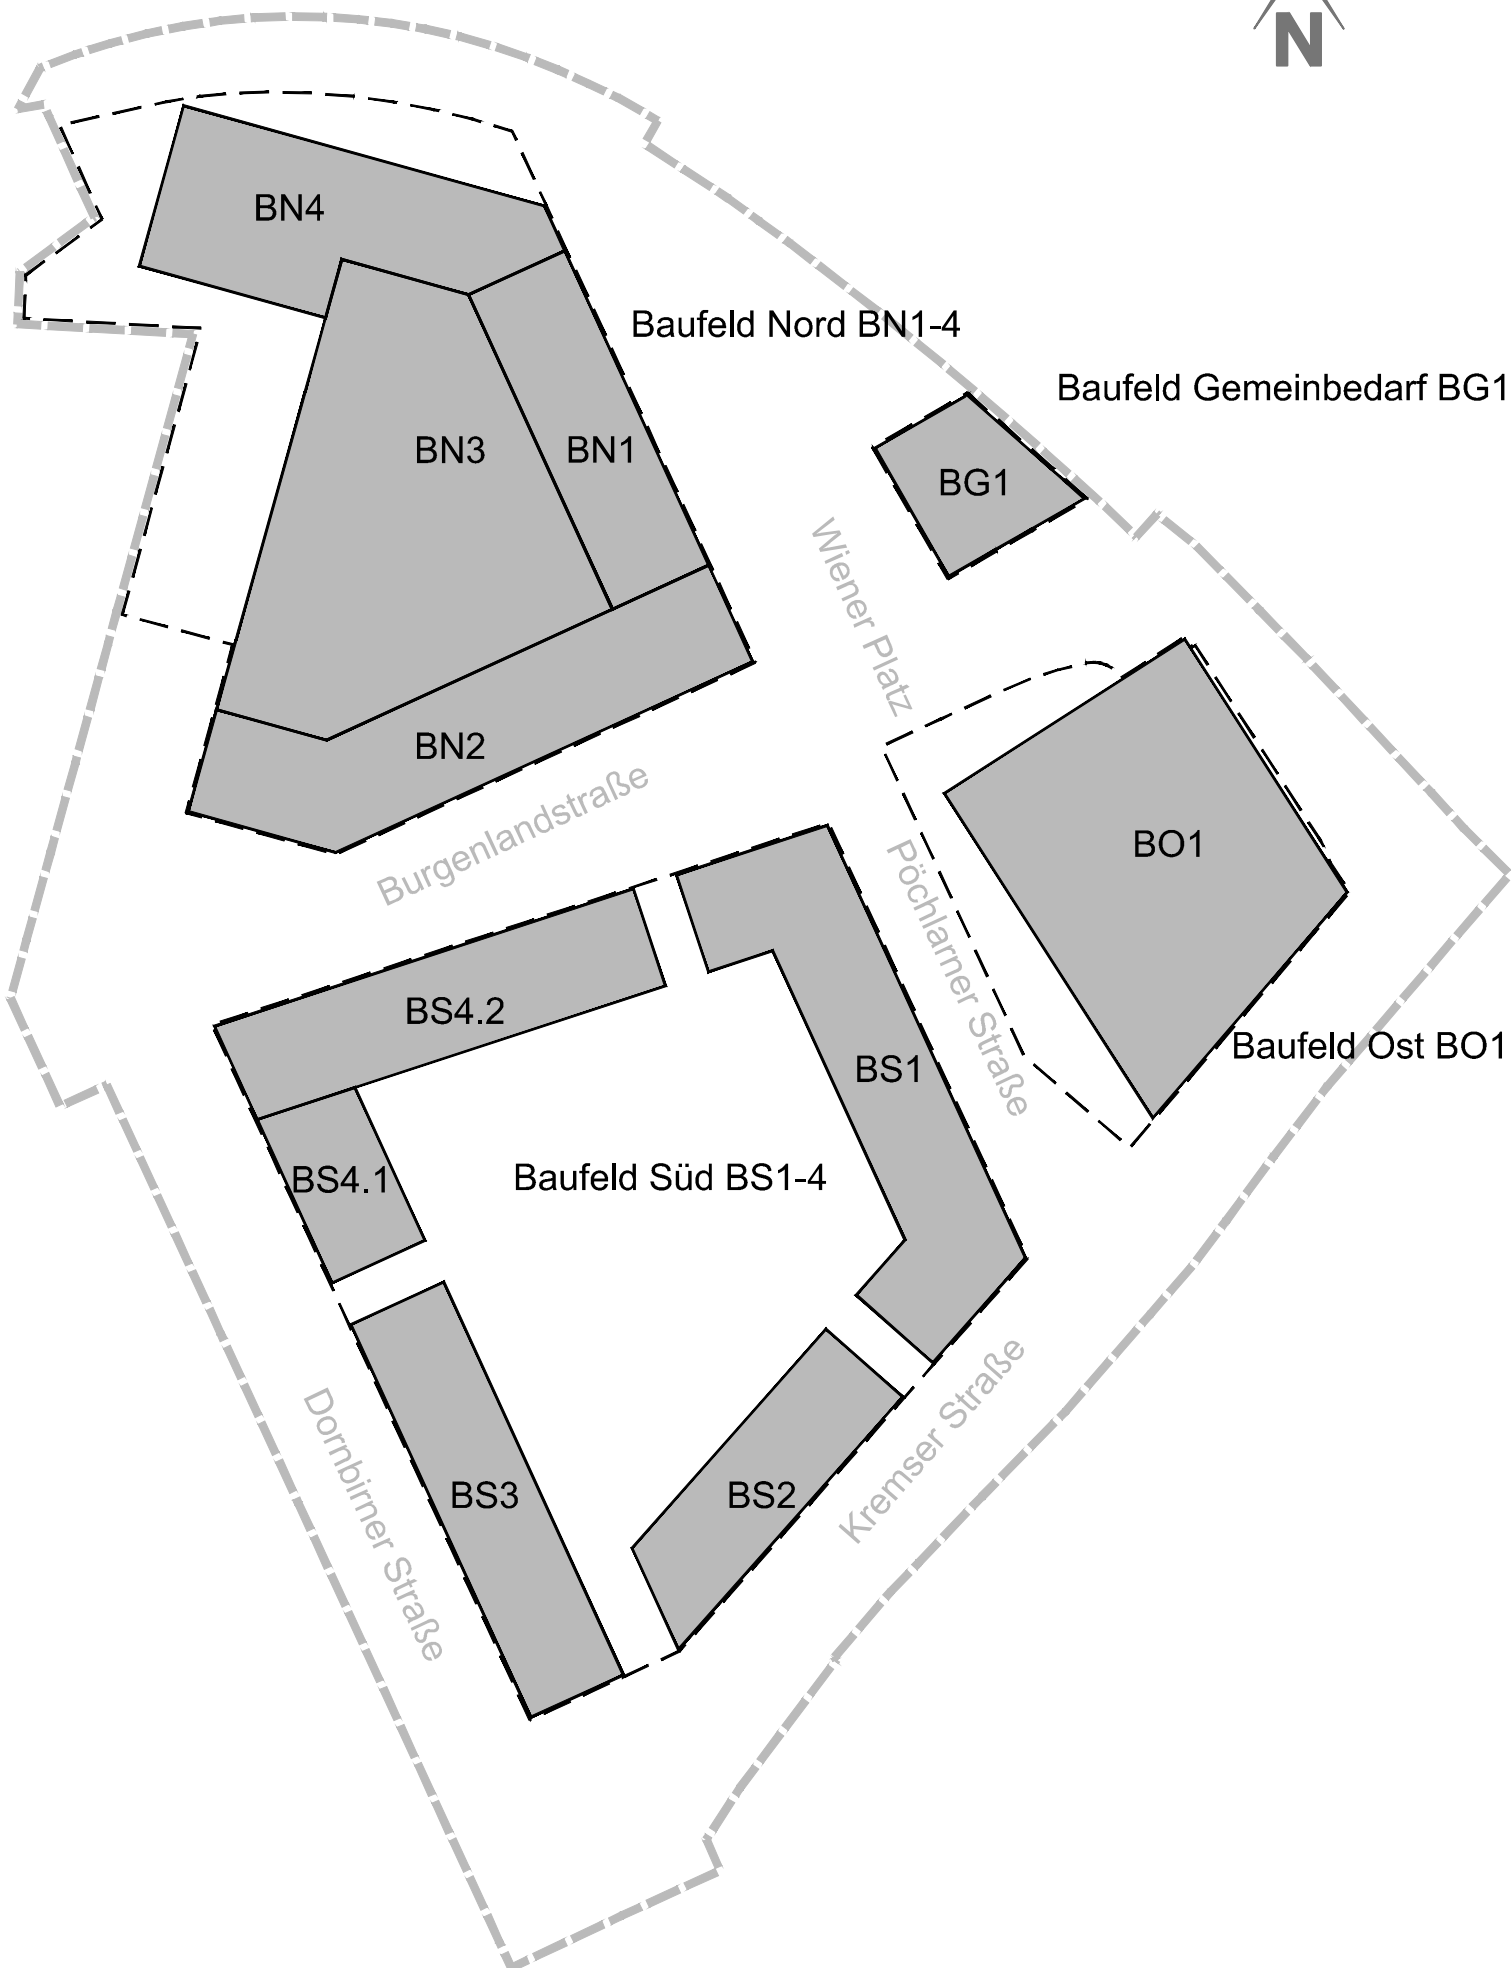 N
BN4
Baufeld Nord BN1-4
Baufeld Gemeinbedarf BG1
BN3
BN1
BG1
Wiener Platz
BN2
Burgenlandstraße
BO1
Pöchlarner Straße
BS4.2
Baufeld Ost BO1
BS1
BS4.1
Baufeld Süd BS1-4
Dornbirner Straße
BS3
BS2
Kremser Straße